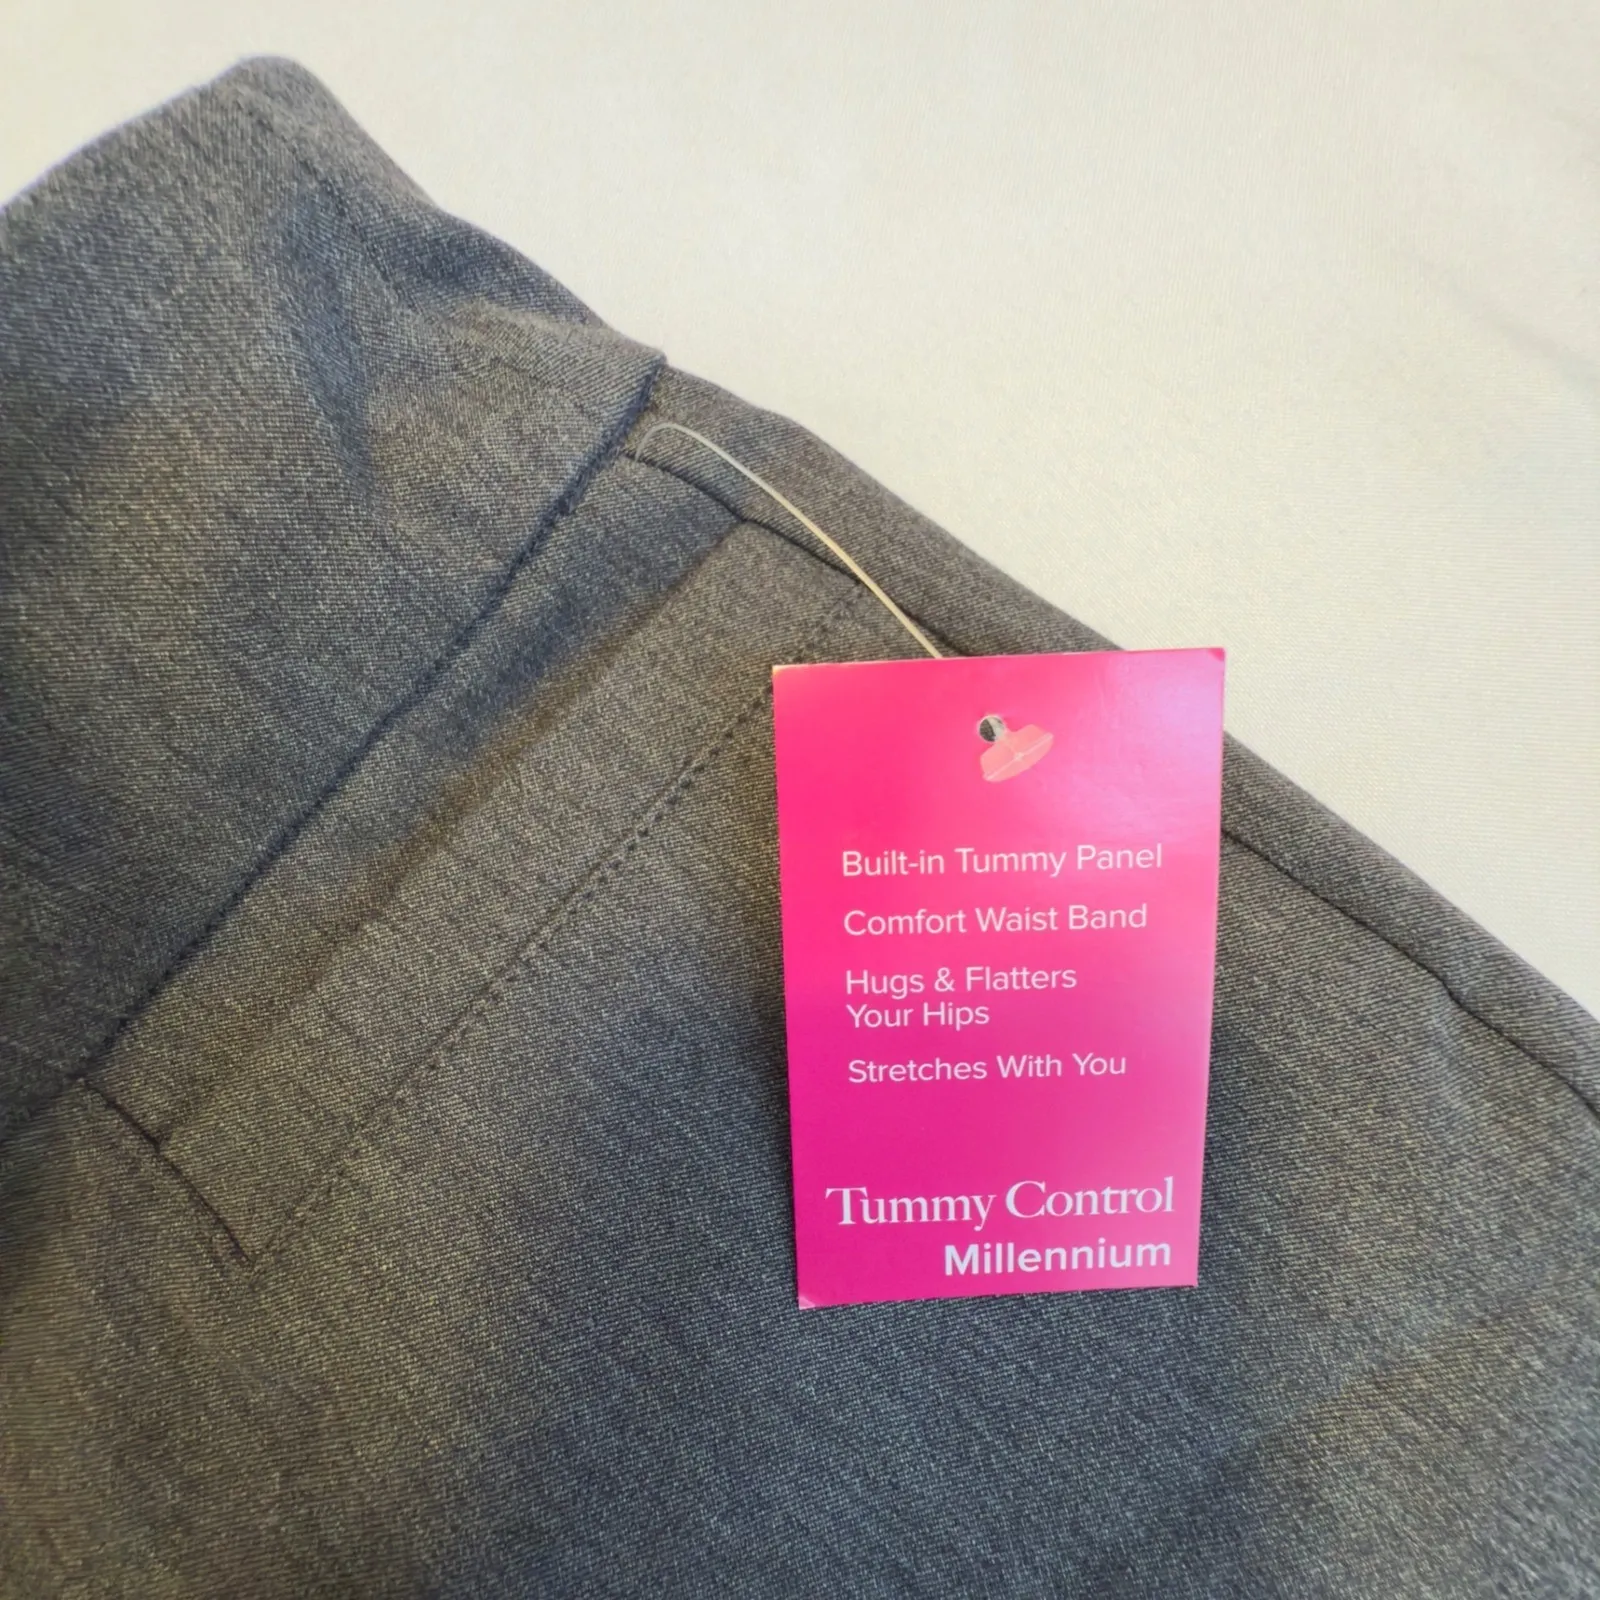 Built-in Tummy Panel
Comfort Waist Band
Hugs & Flatters
Your Hips
Stretches With You
Tummy Control
Millennium